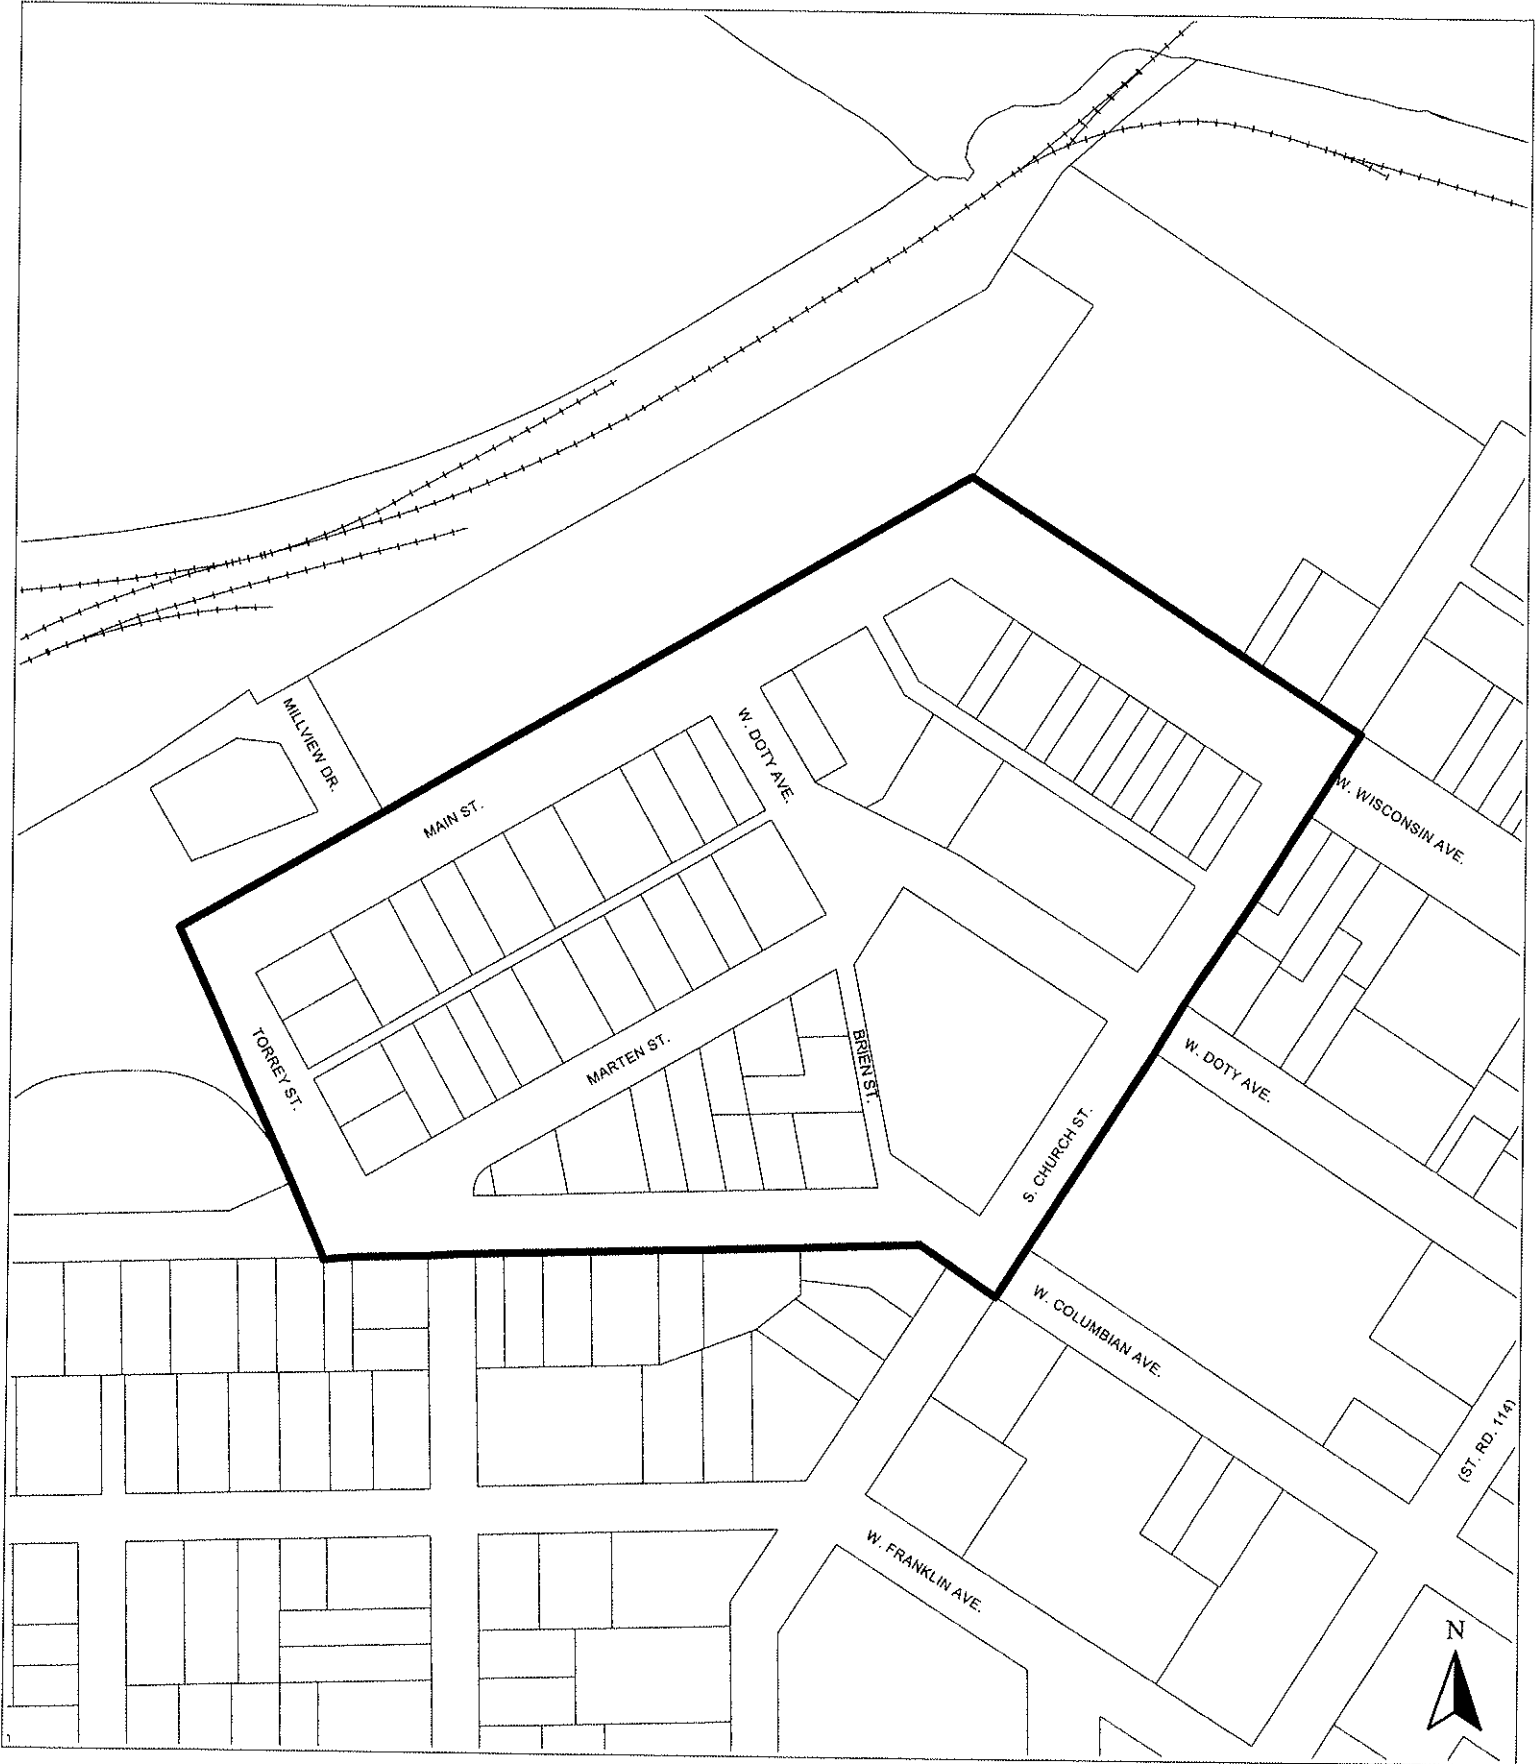 MILLVIEW DR.
MAIN ST.
W. DOTY AVE.
W. WISCONSIN AVE.
TORREY ST.
MARTEN ST.
BRIEN ST.
W. DOTY AVE.
S. CHURCH ST.
W. COLUMBIAN AVE.
(ST. RD. 114)
W. FRANKLIN AVE.
N